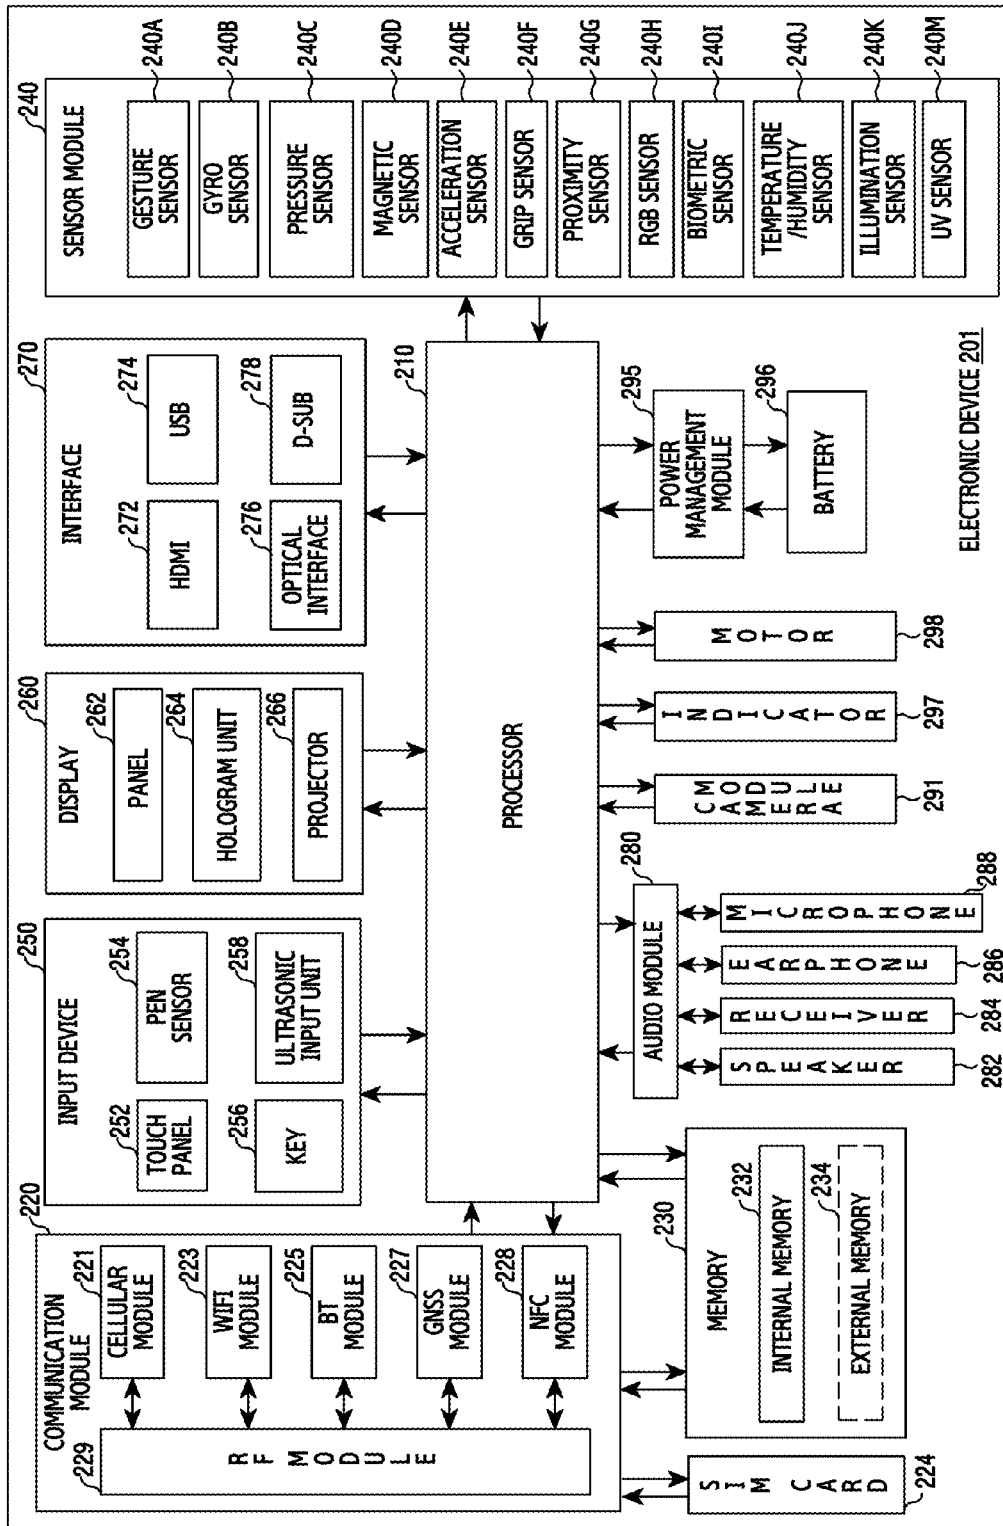 ELECTRONIC DEVICE 201
COMMUNICATION
MODULE
220
229
RF MODULE
221
CELLULAR
MODULE
223
WIFI
MODULE
225
BT
MODULE
227
GNSS
MODULE
228
NFC
MODULE
SIM CARD
224
230
MEMORY
232
INTERNAL MEMORY
234
EXTERNAL MEMORY
250
INPUT DEVICE
252
TOUCH
PANEL
254
PEN
SENSOR
256
KEY
258
ULTRASONIC
INPUT UNIT
260
DISPLAY
262
PANEL
264
HOLOGRAM UNIT
266
PROJECTOR
270
INTERFACE
272
HDMI
274
USB
276
OPTICAL
INTERFACE
278
D-SUB
210
PROCESSOR
280
AUDIO MODULE
SPEAKER
282
RECEIVER
284
EARPHONE
286
MICROPHONE
288
CAMERA
MODULE
291
INDICATOR
297
MOTOR
298
295
POWER
MANAGEMENT
MODULE
296
BATTERY
240
SENSOR MODULE
GESTURE
SENSOR
240A
GYRO
SENSOR
240B
PRESSURE
SENSOR
240C
MAGNETIC
SENSOR
240D
ACCELERATION
SENSOR
240E
GRIP SENSOR
240F
PROXIMITY
SENSOR
240G
RGB SENSOR
240H
BIOMETRIC
SENSOR
240I
TEMPERATURE
/HUMIDITY
SENSOR
240J
ILLUMINATION
SENSOR
240K
UV SENSOR
240M